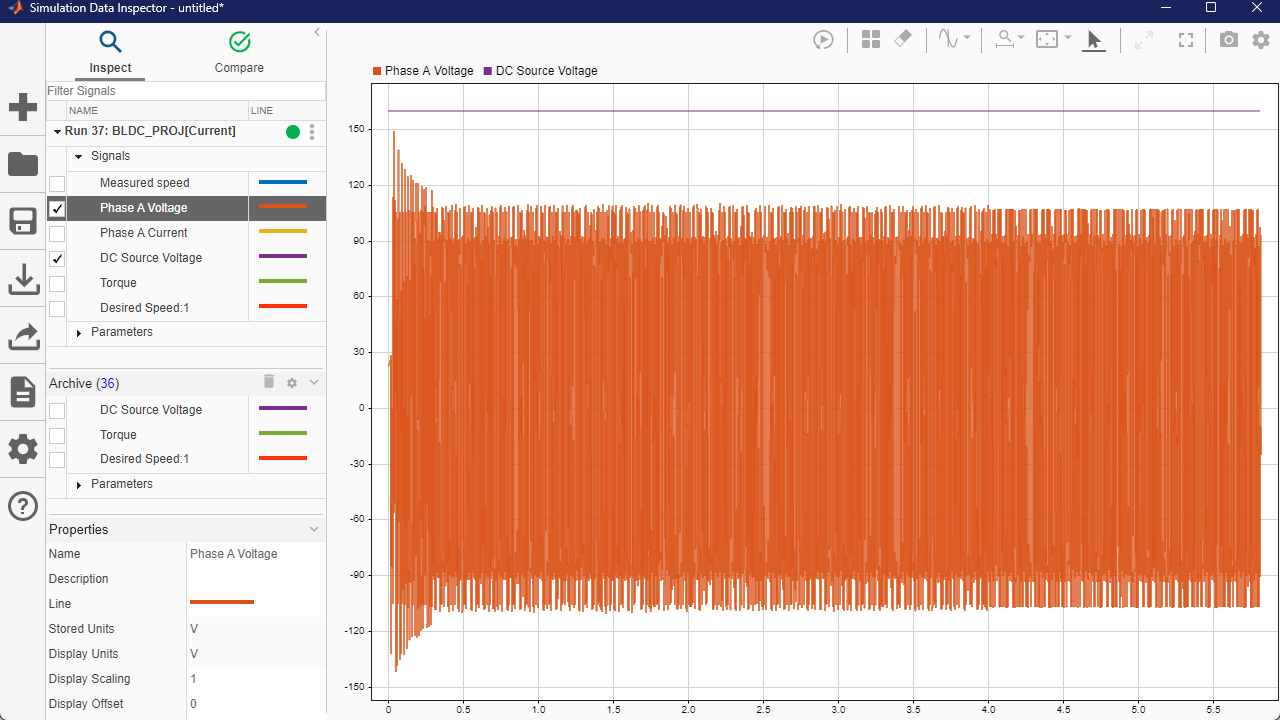 Simulation Data Inspector - untitled*
Inspect
Compare
Filter Signals
NAME
LINE
Run 37: BLDC_PROJ[Current]
Signals
Measured speed
Phase A Voltage
Phase A Current
DC Source Voltage
Torque
Desired Speed:1
Parameters
Archive (36)
DC Source Voltage
Torque
Desired Speed:1
Parameters
Properties
Name Phase A Voltage
Description
Line
Stored Units V
Display Units V
Display Scaling 1
Display Offset 0
Phase A Voltage DC Source Voltage
150
120
90
60
30
0
-30
-60
-90
-120
-150
0 0.5 1.0 1.5 2.0 2.5 3.0 3.5 4.0 4.5 5.0 5.5